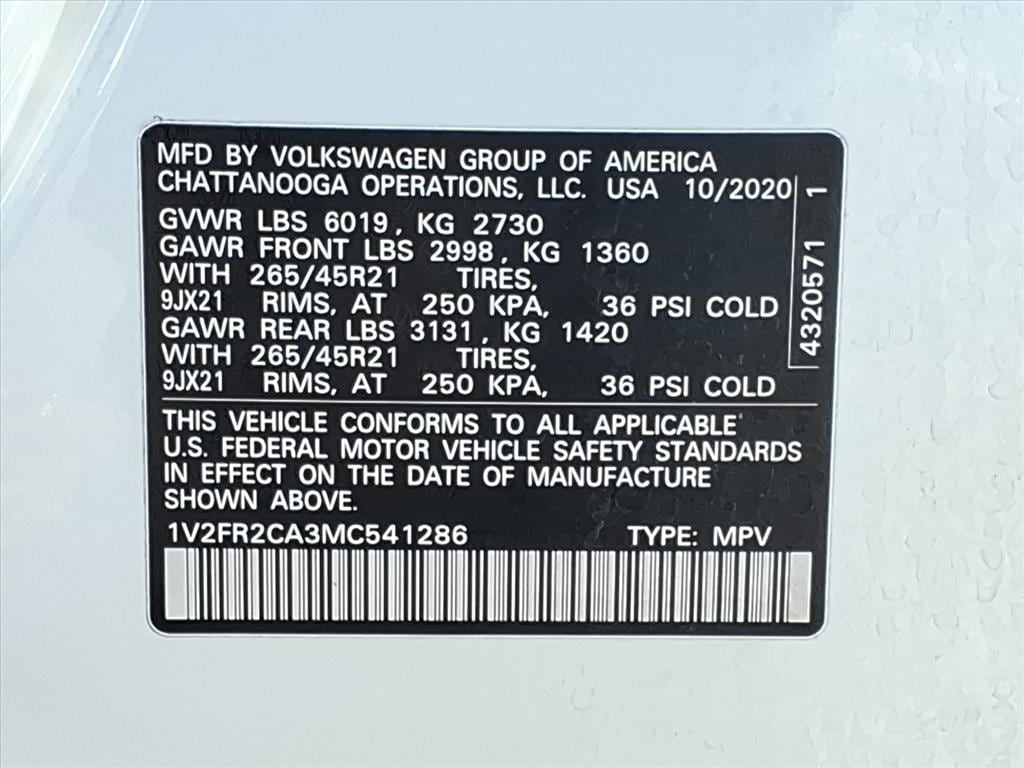 MFD BY VOLKSWAGEN GROUP OF AMERICA
CHATTANOOGA OPERATIONS, LLC. USA 10/2020
GVWR LBS 6019, KG 2730
GAWR FRONT LBS 2998, KG 1360
WITH 265/45R21 TIRES,
9JX21 RIMS, AT 250 KPA, 36 PSI COLD
GAWR REAR LBS 3131, KG 1420
WITH 265/45R21 TIRES,
9JX21 RIMS, AT 250 KPA, 36 PSI COLD
4320571 1
THIS VEHICLE CONFORMS TO ALL APPLICABLE
U.S. FEDERAL MOTOR VEHICLE SAFETY STANDARDS
IN EFFECT ON THE DATE OF MANUFACTURE
SHOWN ABOVE.
1V2FR2CA3MC541286 TYPE: MPV